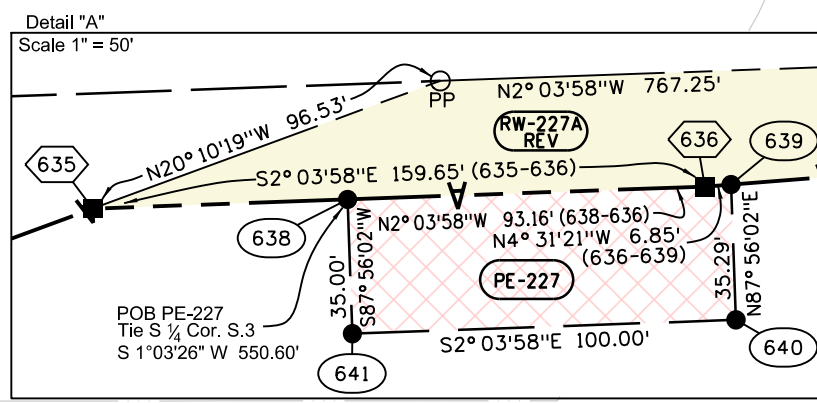 Detail "A"
Scale 1" = 50'
N20° 10'19"W 96.53'
PP
N2° 03'58"W 767.25'
RW-227A
REV
635
636
639
S2° 03'58"E 159.65' (635-636)
638
N2° 03'58"W 93.16' (638-636)
N4° 31'21"W 6.85'
(636-639)
35.00'
S87° 56'02"W
PE-227
35.29'
N87° 56'02"E
POB PE-227
Tie S ¼ Cor. S.3
S 1°03'26" W 550.60'
S2° 03'58"E 100.00'
641
640